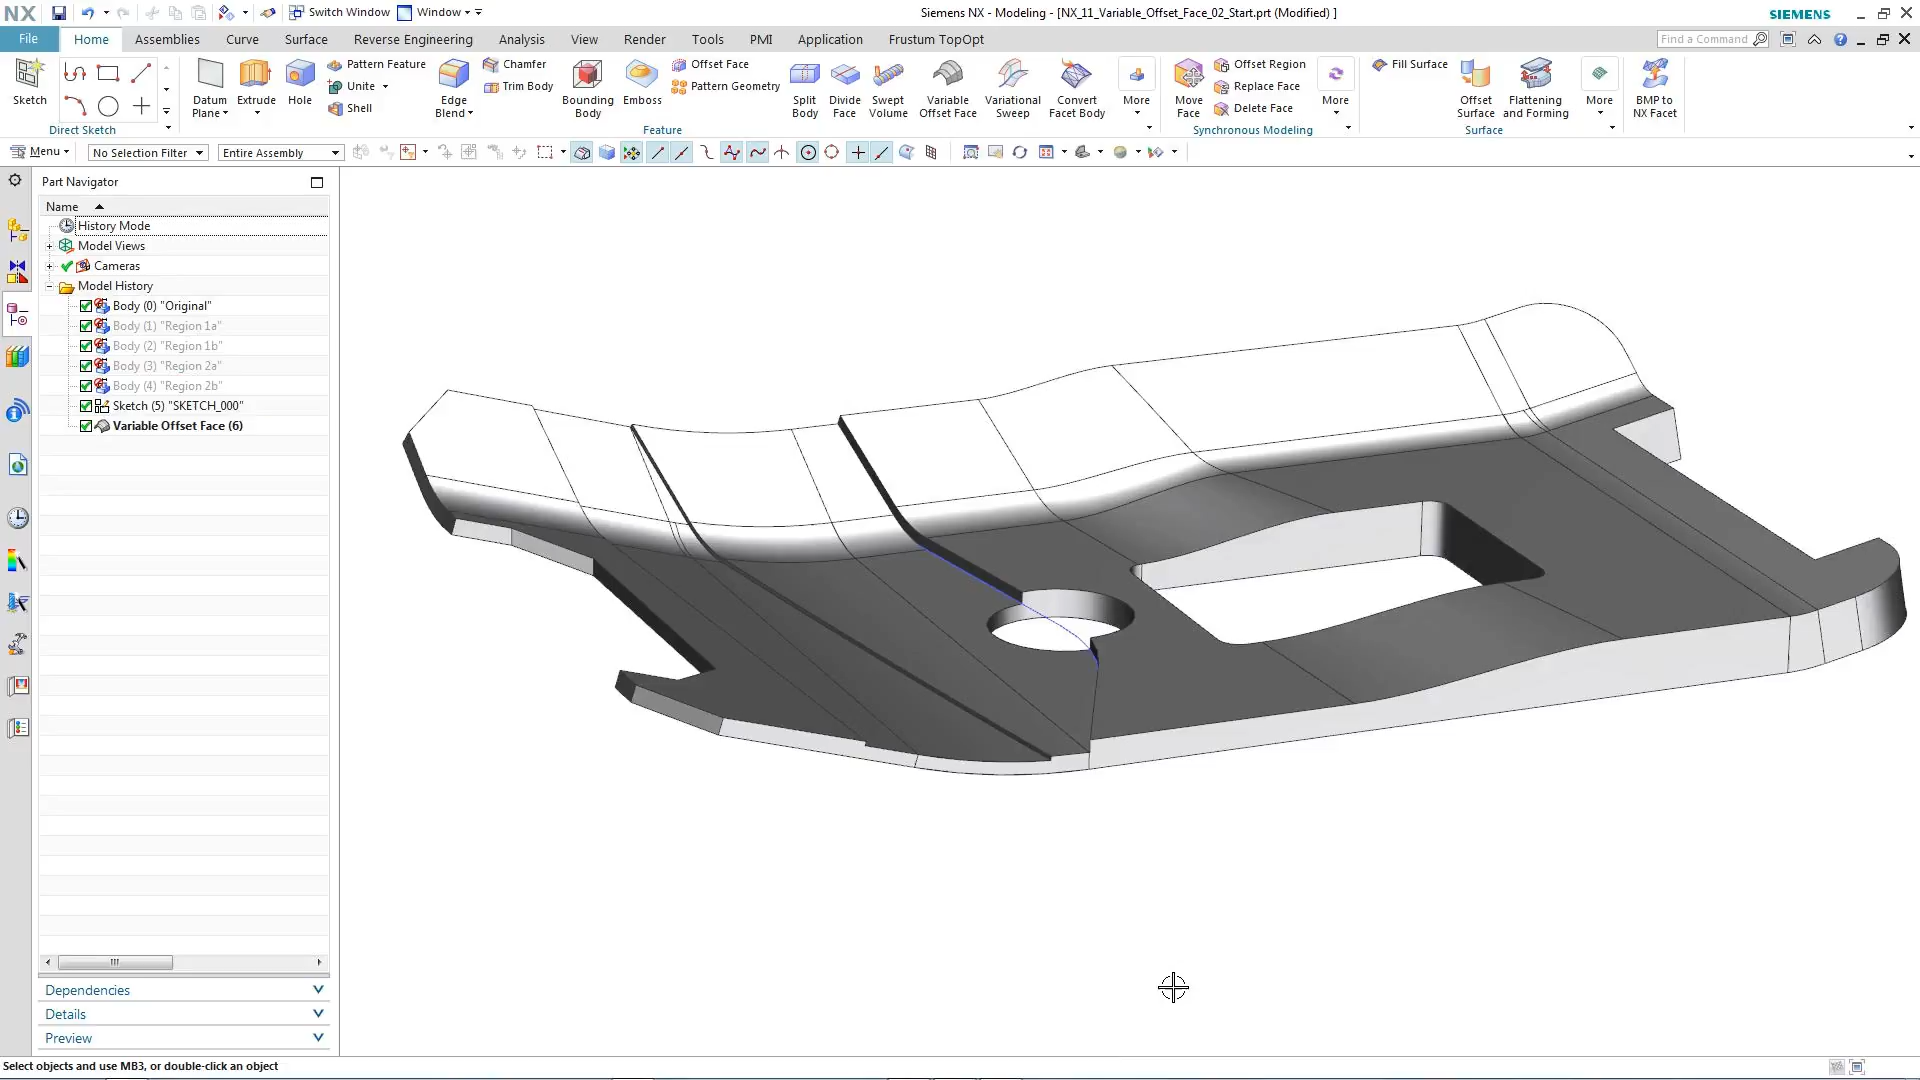 NX
Switch Window
Window
Siemens NX - Modeling - [NX_11_Variable_Offset_Face_02_Start.prt (Modified) ]
SIEMENS
File
Home
Assemblies
Curve
Surface
Reverse Engineering
Analysis
View
Render
Tools
PMI
Application
Frustum TopOpt
Find a Command
Sketch
Direct Sketch
Datum Plane
Extrude
Hole
Pattern Feature
Unite
Shell
Edge Blend
Chamfer
Trim Body
Bounding Body
Emboss
Offset Face
Pattern Geometry
Split Body
Divide Face
Swept Volume
Variable Offset Face
Variational Sweep
Convert Facet Body
More
Feature
Move Face
Offset Region
Replace Face
Delete Face
More
Synchronous Modeling
Fill Surface
Offset Surface
Flattening and Forming
More
Surface
BMP to NX Facet
Menu
No Selection Filter
Entire Assembly
Part Navigator
Name
History Mode
Model Views
Cameras
Model History
Body (0) "Original"
Body (1) "Region 1a"
Body (2) "Region 1b"
Body (3) "Region 2a"
Body (4) "Region 2b"
Sketch (5) "SKETCH_000"
Variable Offset Face (6)
Dependencies
Details
Preview
Select objects and use MB3, or double-click an object